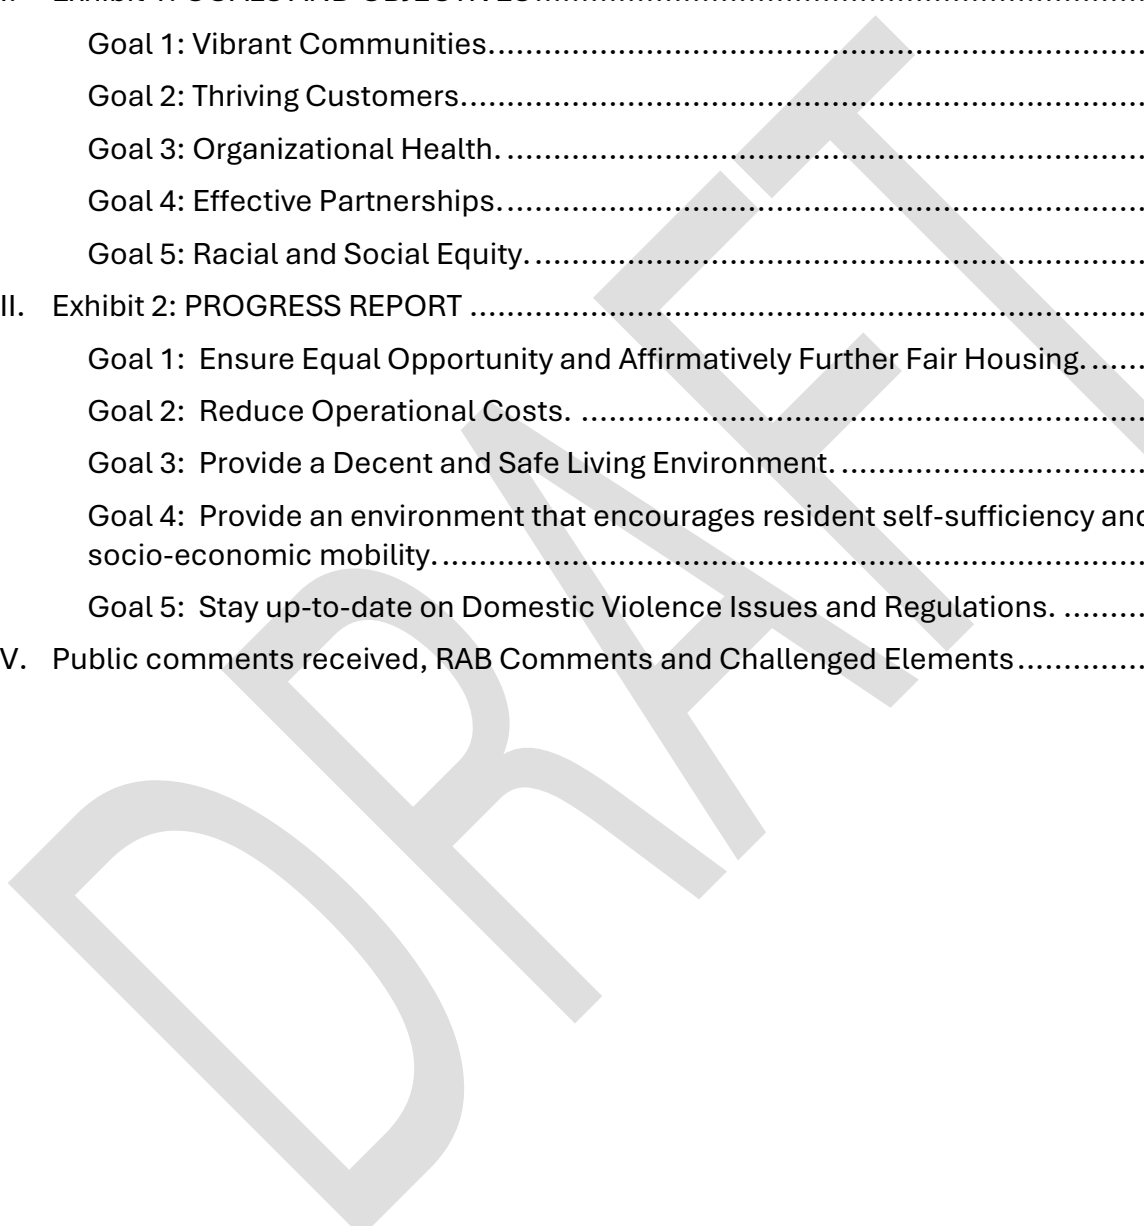 Goal 1: Vibrant Communities.
Goal 2: Thriving Customers
Goal 3: Organizational Health.
Goal 4: Effective Partnerships.
Goal 5: Racial and Social Equity.
II. Exhibit 2: PROGRESS REPORT
Goal 1: Ensure Equal Opportunity and Affirmatively Further Fair Housing.
Goal 2: Reduce Operational Costs.
Goal 3: Provide a Decent and Safe Living Environment.
Goal 4: Provide an environment that encourages resident self-sufficiency and
socio-economic mobility.
Goal 5: Stay up-to-date on Domestic Violence Issues and Regulations.
V. Public comments received, RAB Comments and Challenged Elements
DRAFT